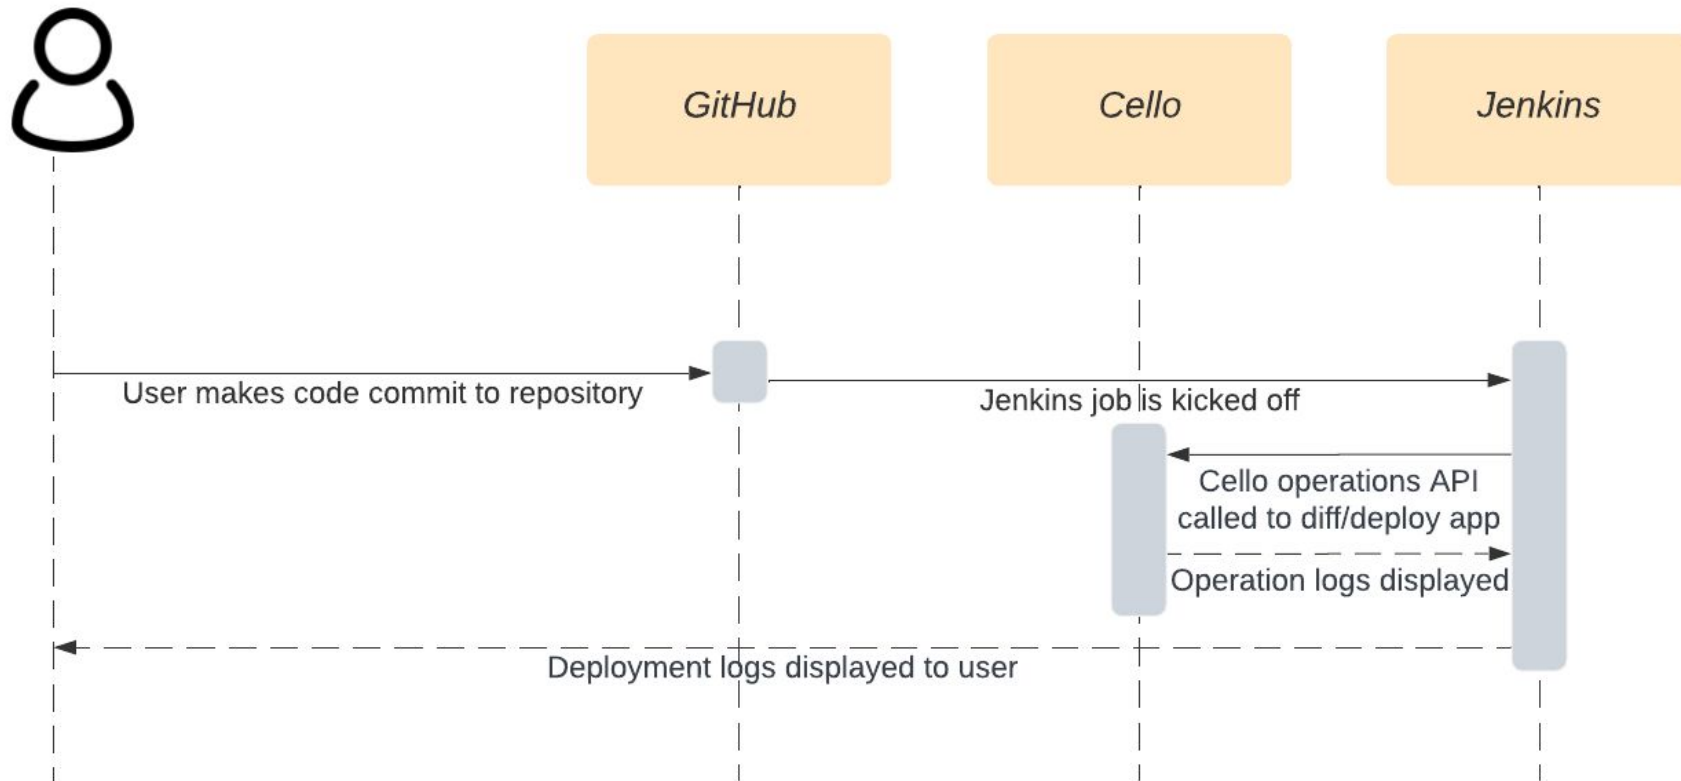 GitHub
Cello
Jenkins
User makes code commit to repository
Jenkins job is kicked off
Cello operations API
called to diff/deploy app
Operation logs displayed
Deployment logs displayed to user